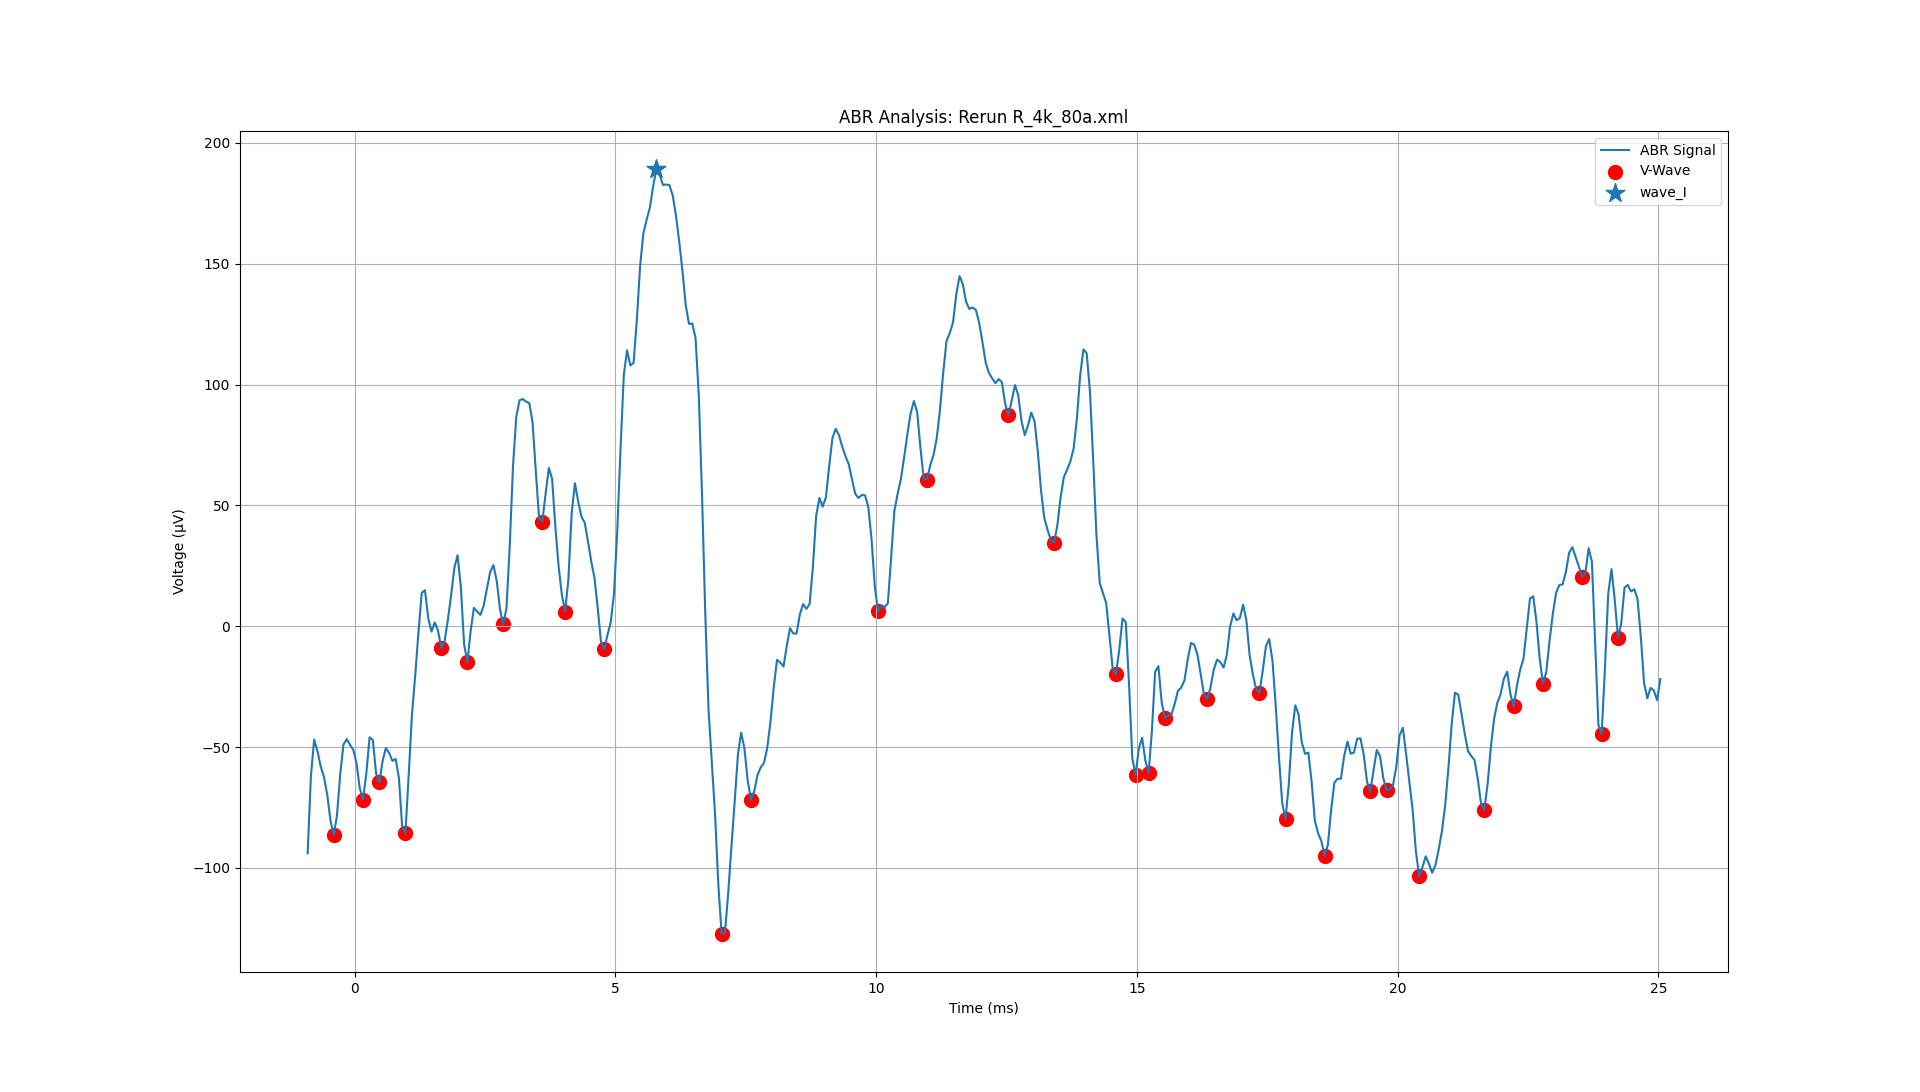 ABR Analysis: Rerun R_4k_80a.xml
ABR Signal
V-Wave
wave_I
Voltage (µV)
200
150
100
50
0
−50
−100
0 5 10 15 20 25
Time (ms)